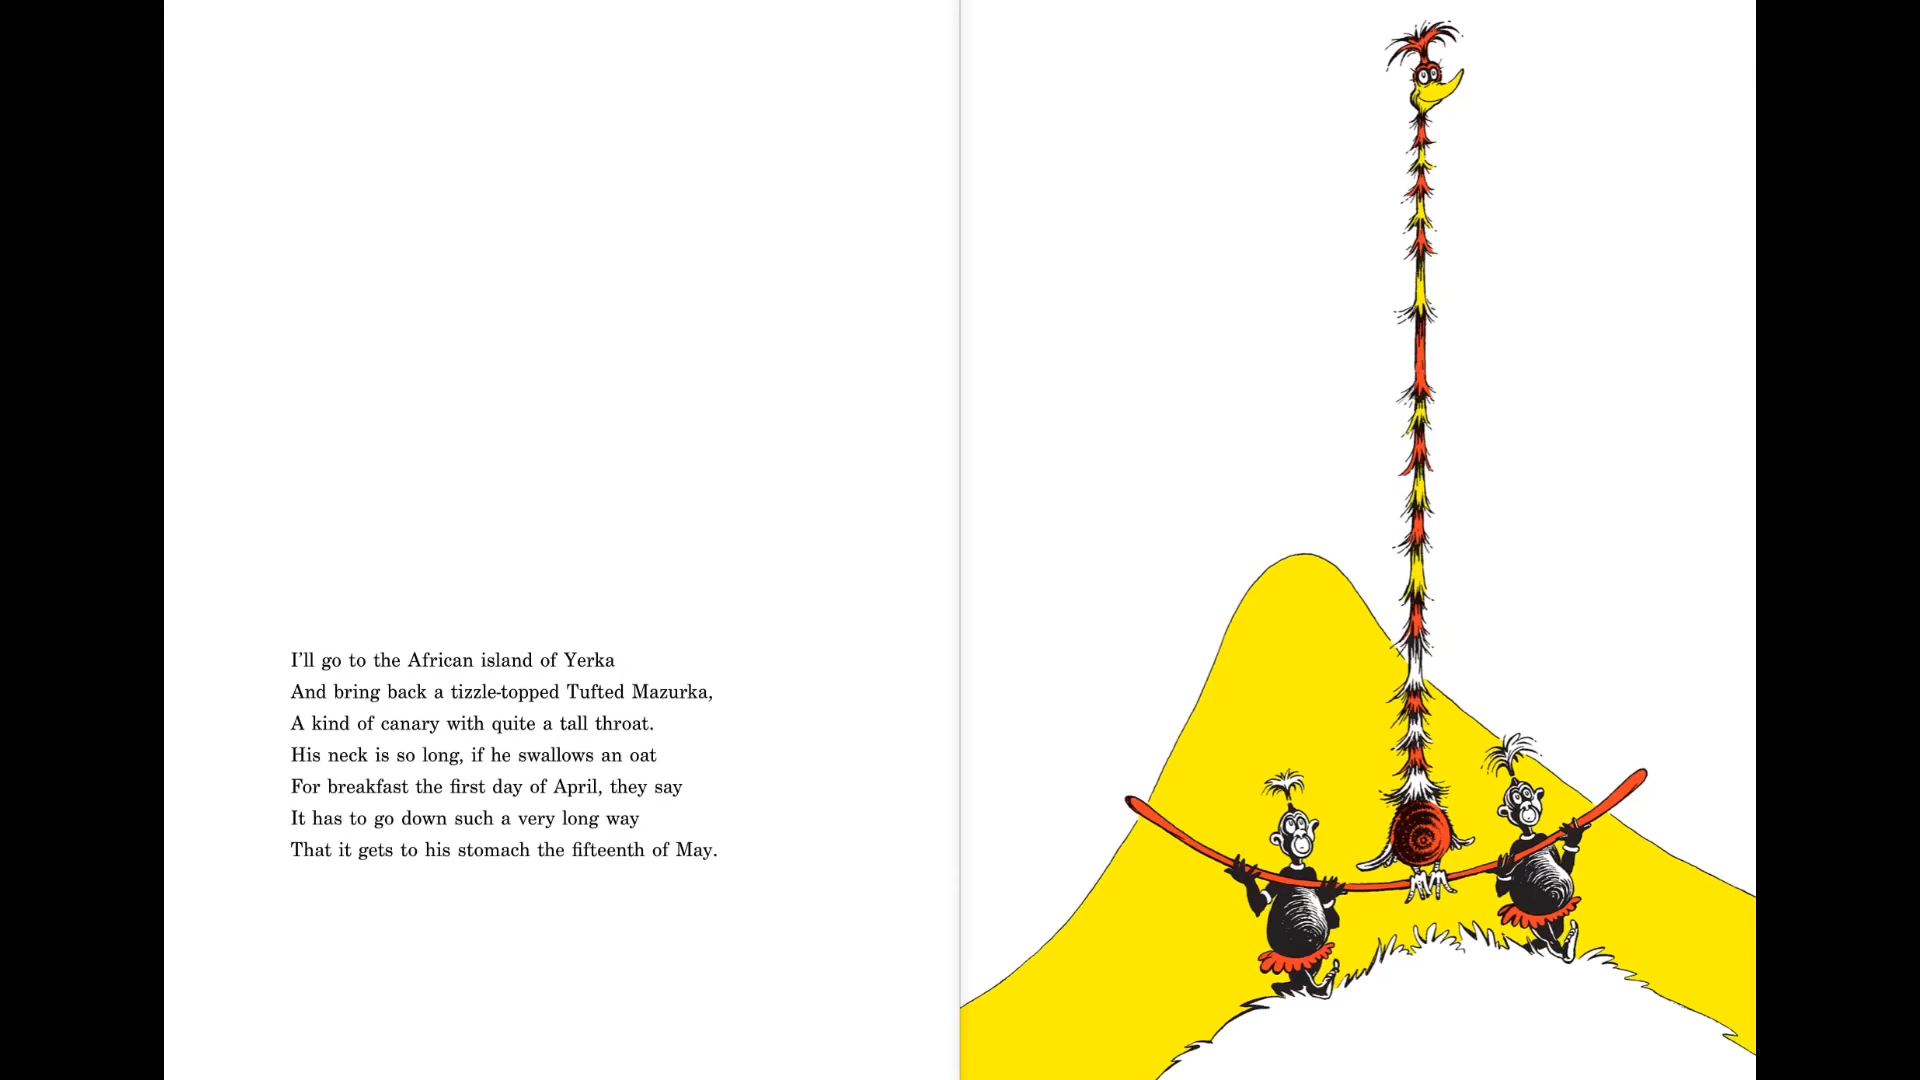 I'll go to the African island of Yerka
And bring back a tizzle-topped Tufted Mazurka,
A kind of canary with quite a tall throat.
His neck is so long, if he swallows an oat
For breakfast the first day of April, they say
It has to go down such a very long way
That it gets to his stomach the fifteenth of May.